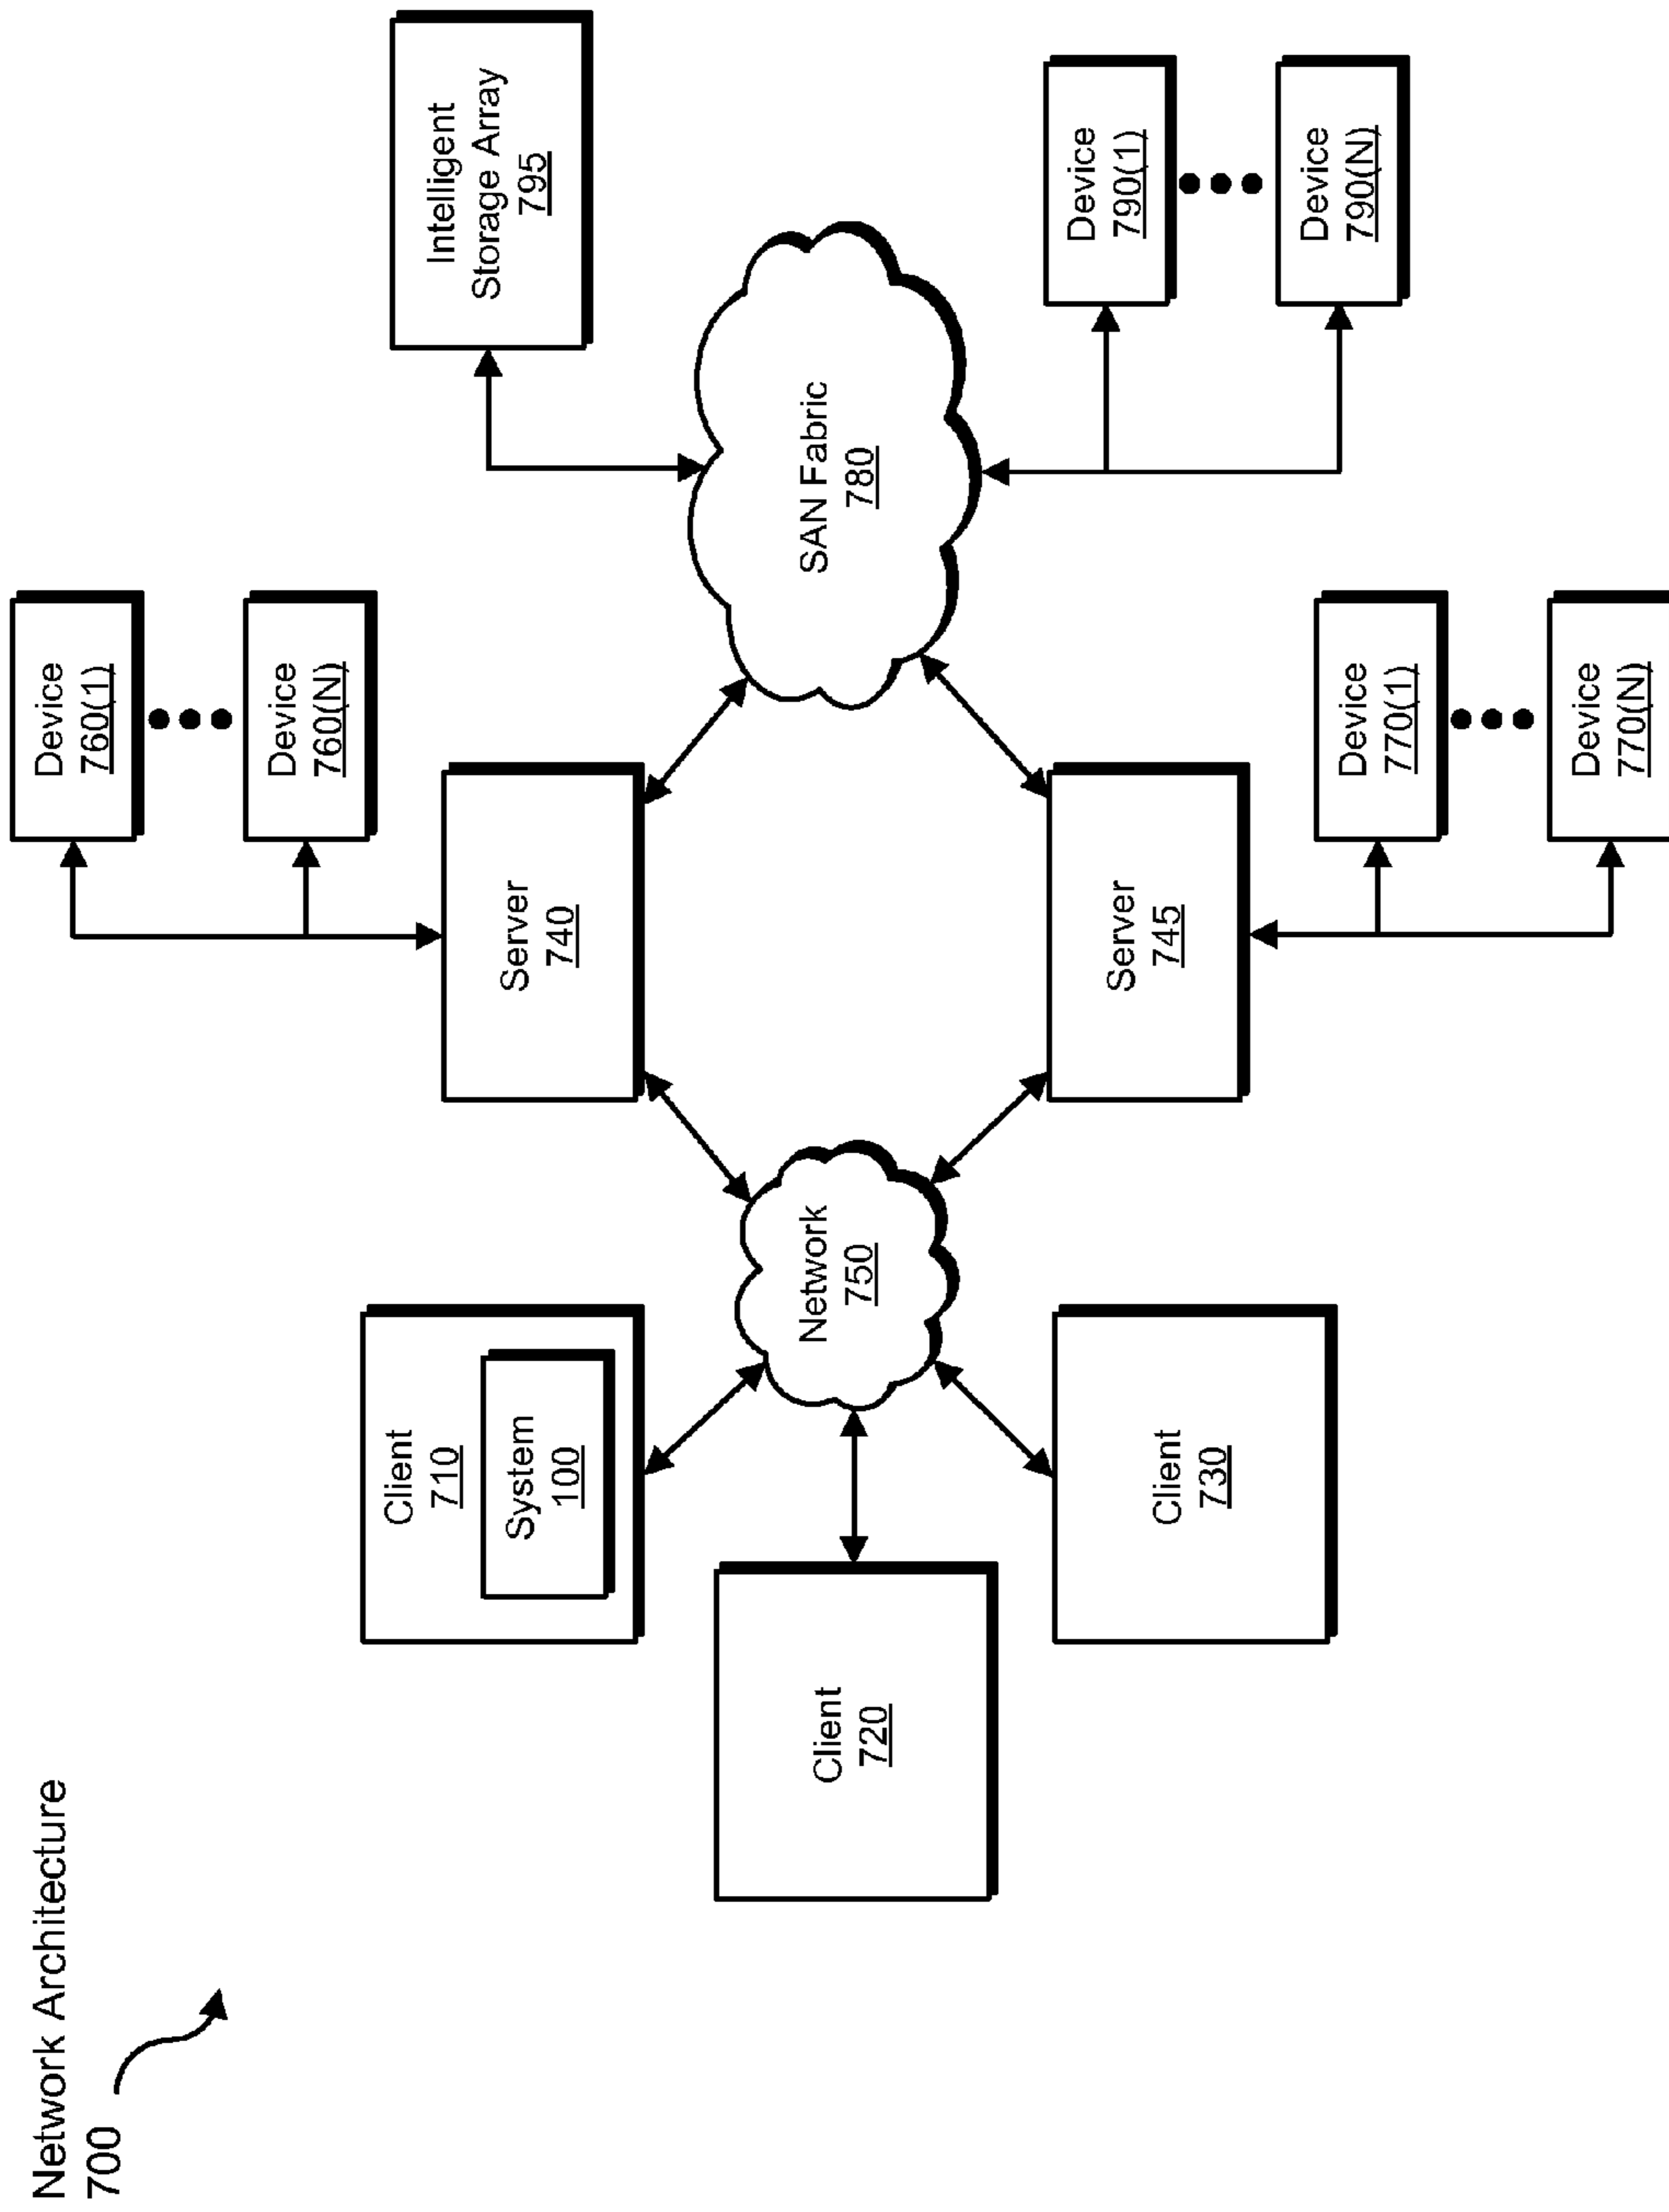 Network Architecture
700
Client
710
System
100
Client
720
Client
730
Network
750
Device
760(1)
Device
760(N)
Server
740
Server
745
Device
770(1)
Device
770(N)
SAN Fabric
780
Intelligent
Storage Array
795
Device
790(1)
Device
790(N)